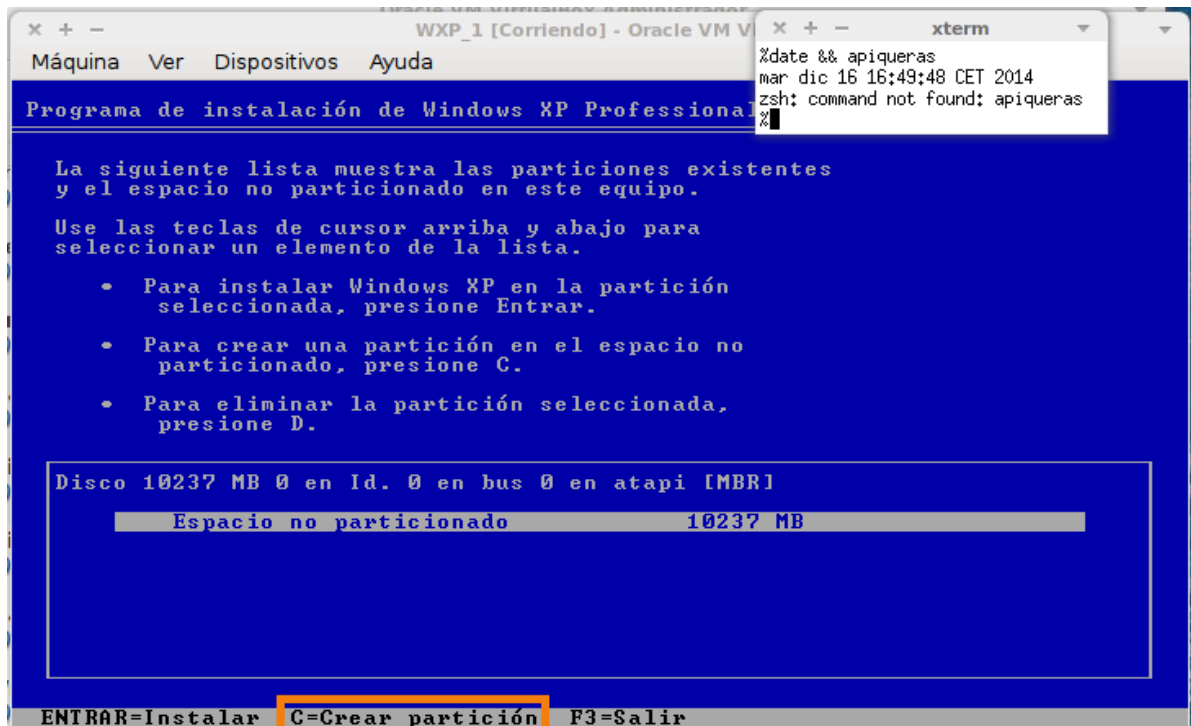 Oracle VM VirtualBox Administrador
WXP_1 [Corriendo] - Oracle VM VI
Máquina Ver Dispositivos Ayuda
xterm
%date && apiqueras
mar dic 16 16:49:48 CET 2014
zsh: command not found: apiqueras
%
Programa de instalación de Windows XP Professional
La siguiente lista muestra las particiones existentes
y el espacio no particionado en este equipo.
Use las teclas de cursor arriba y abajo para
seleccionar un elemento de la lista.
• Para instalar Windows XP en la partición
seleccionada, presione Entrar.
• Para crear una partición en el espacio no
particionado, presione C.
• Para eliminar la partición seleccionada,
presione D.
Disco 10237 MB 0 en Id. 0 en bus 0 en atapi [MBR]
Espacio no particionado 10237 MB
ENTRAR=Instalar C=Crear partición F3=Salir